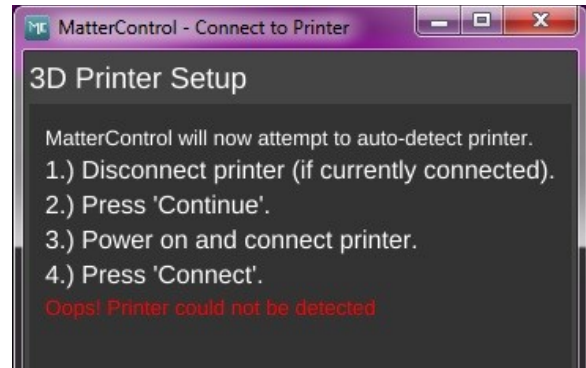 MC MatterControl - Connect to Printer
3D Printer Setup
MatterControl will now attempt to auto-detect printer.
1.) Disconnect printer (if currently connected).
2.) Press 'Continue'.
3.) Power on and connect printer.
4.) Press 'Connect'.
Oops! Printer could not be detected